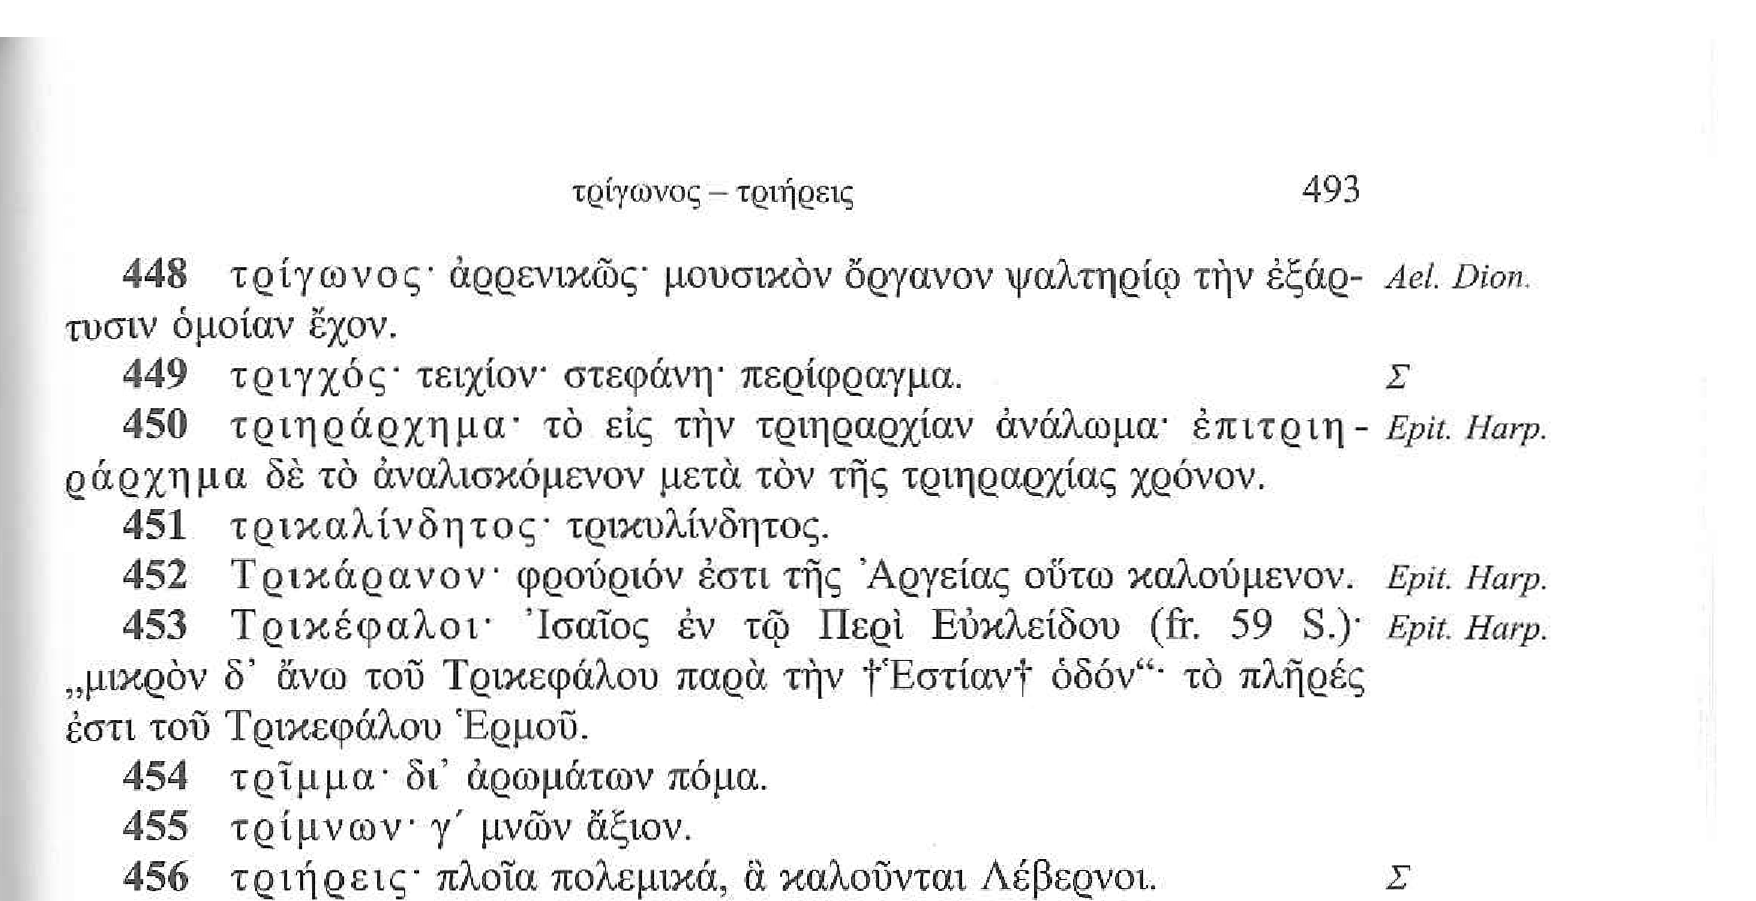 τρίγωνος – τριήρεις 493
448 τρίγωνος· ἀρρενικῶς· μουσικὸν ὄργανον ψαλτηρίῳ τὴν ἐξάρ- Ael. Dion.
τυσιν ὁμοίαν ἔχον.
449 τριγχός· τειχίον· στεφάνη· περίφραγμα. Σ
450 τριηράρχημα· τὸ εἰς τὴν τριηραρχίαν ἀνάλωμα· ἐπιτριη- Epit. Harp.
ράρχημα δὲ τὸ ἀναλισκόμενον μετὰ τὸν τῆς τριηραρχίας χρόνον.
451 τρικαλίνδητος· τρικυλίνδητος.
452 Τρικάρανον· φρούριόν ἐστι τῆς Ἀργείας οὕτω καλούμενον. Epit. Harp.
453 Τρικέφαλοι· Ἰσαῖος ἐν τῷ Περὶ Εὐκλείδου (fr. 59 S.)· Epit. Harp.
„μικρὸν δ’ ἄνω τοῦ Τρικεφάλου παρὰ τὴν †Ἑστίαν† ὁδόν“· τὸ πλῆρές
ἐστι τοῦ Τρικεφάλου Ἑρμοῦ.
454 τρῖμμα· δι’ ἀρωμάτων πόμα.
455 τρίμνων· γ´ μνῶν ἄξιον.
456 τριήρεις· πλοῖα πολεμικά, ἃ καλοῦνται Λέβερνοι. Σ